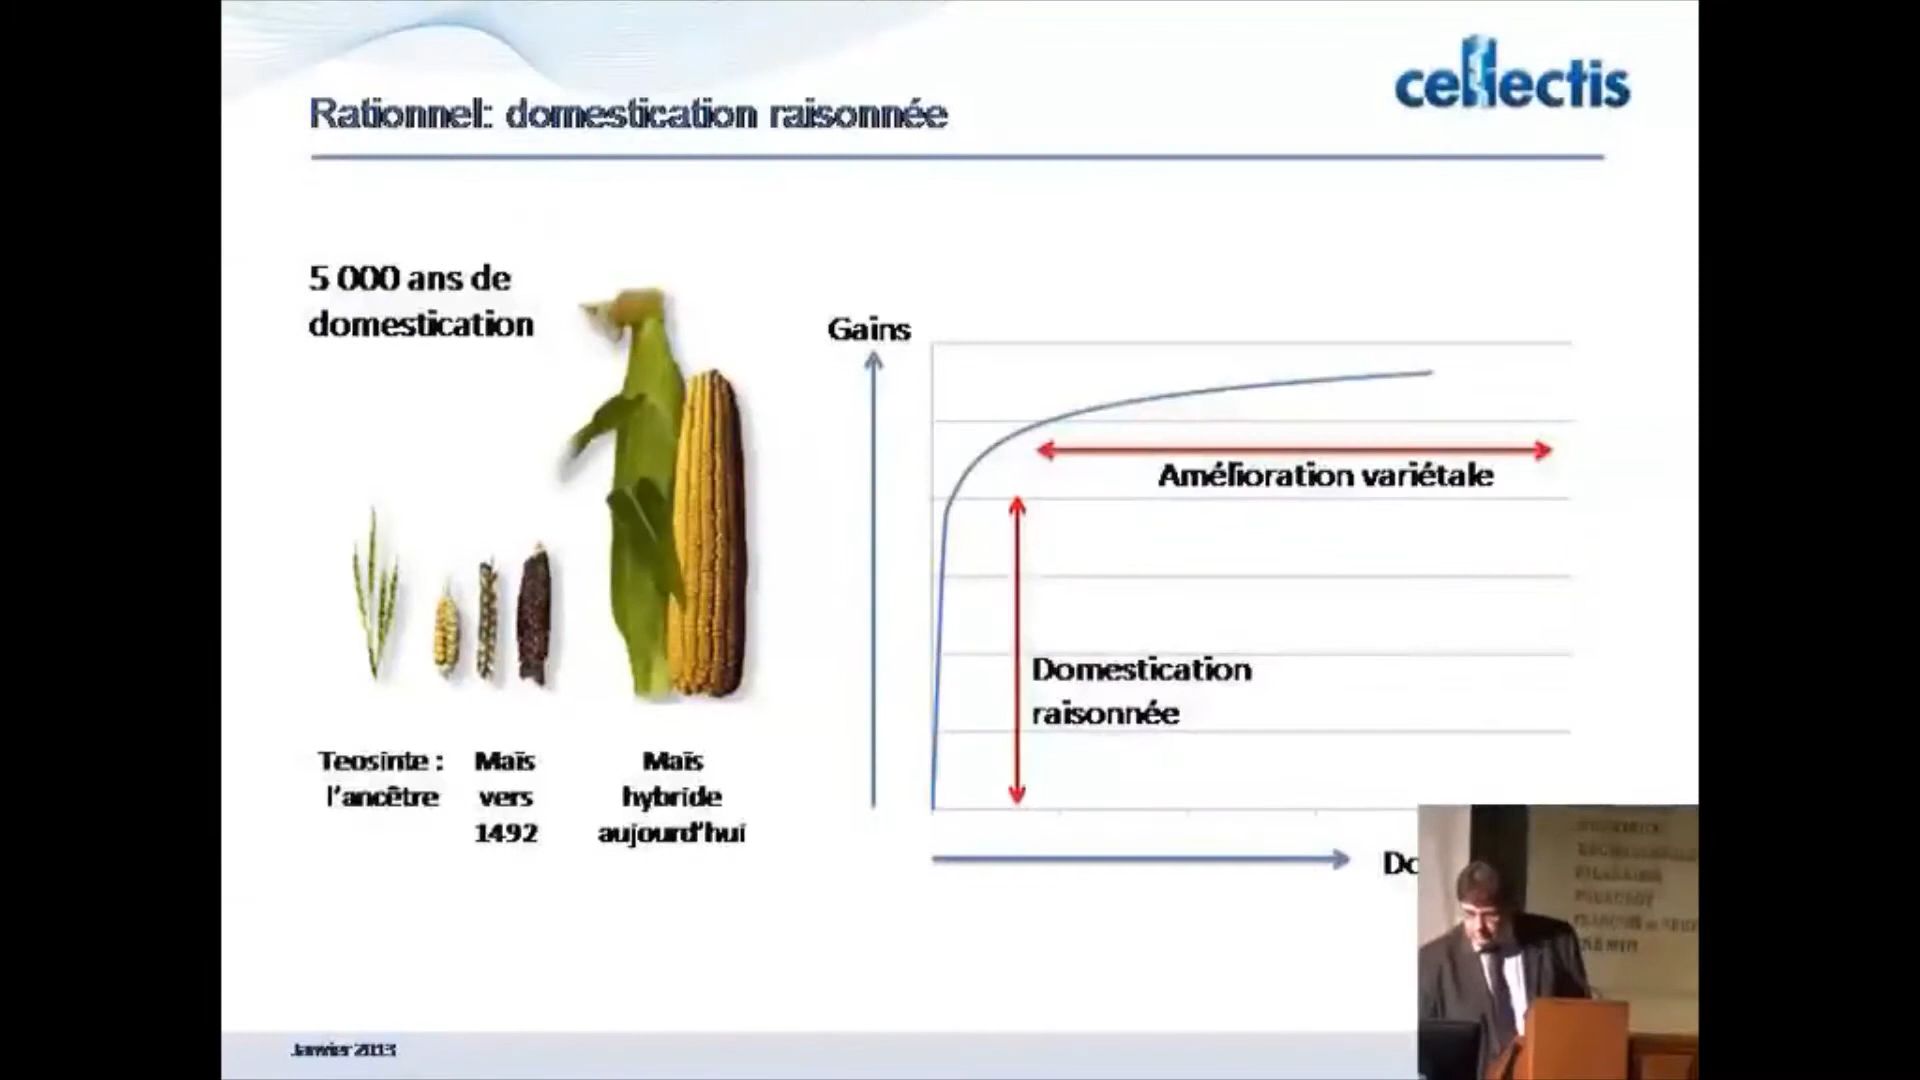 cellectis
Rationnel: domestication raisonnée
5 000 ans de
domestication
Gains
Amélioration variétale
Domestication
raisonnée
Teosinte :
l'ancêtre
Maïs
vers
1492
Maïs
hybride
aujourd'hui
Do
Janvier 2013